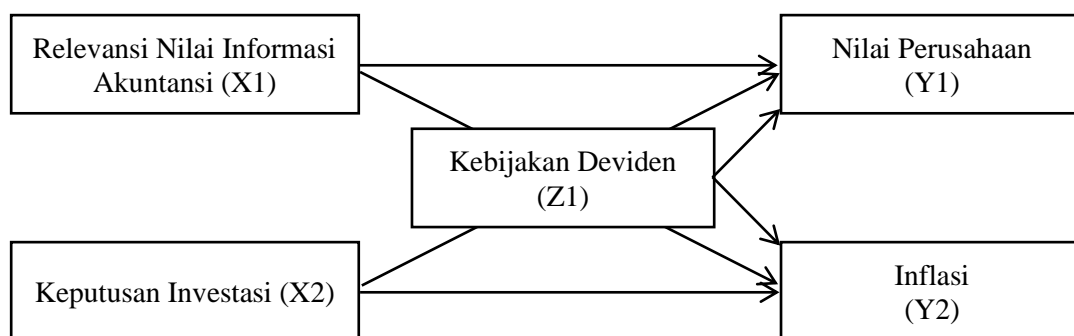 Relevansi Nilai Informasi
Akuntansi (X1)
Nilai Perusahaan
(Y1)
Kebijakan Deviden
(Z1)
Keputusan Investasi (X2)
Inflasi
(Y2)